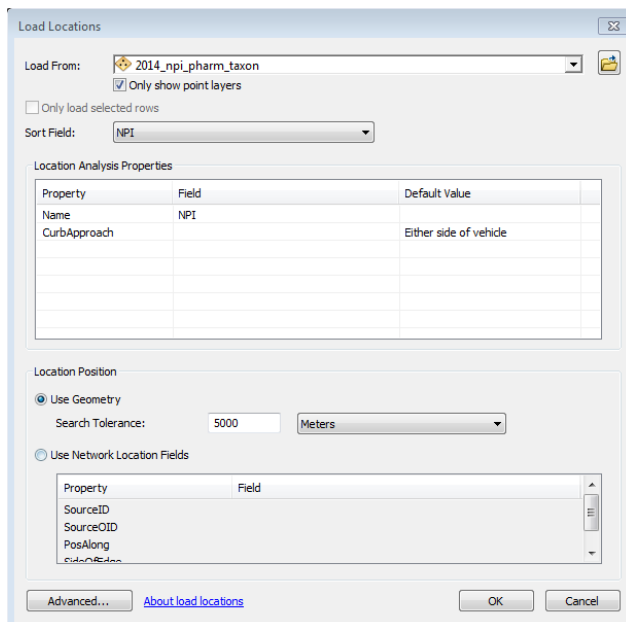 Load Locations
Load From: 2014_npi_pharm_taxon
Only show point layers
Only load selected rows
Sort Field: NPI
Location Analysis Properties
Property Field Default Value
Name NPI
CurbApproach Either side of vehicle
Location Position
Use Geometry
Search Tolerance: 5000 Meters
Use Network Location Fields
Property Field
SourceID
SourceOID
PosAlong
SideOfEdge
Advanced... About load locations OK Cancel